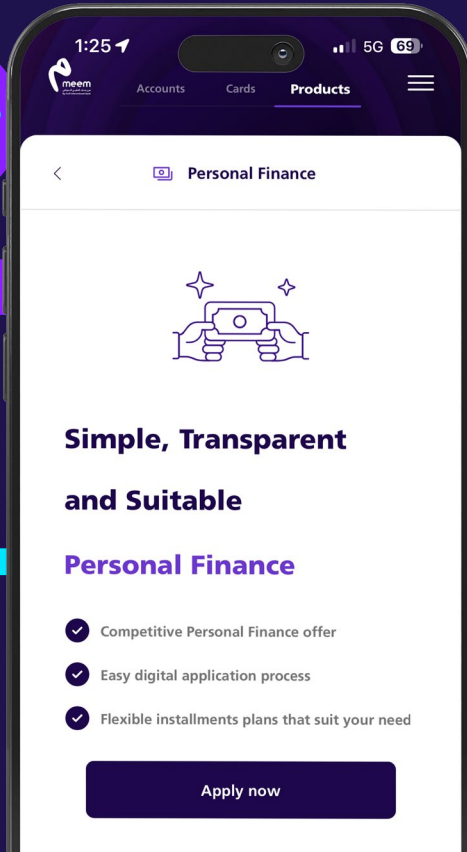 1:25
5G
69
meem
Accounts
Cards
Products
Personal Finance
Simple, Transparent
and Suitable
Personal Finance
Competitive Personal Finance offer
Easy digital application process
Flexible installments plans that suit your need
Apply now